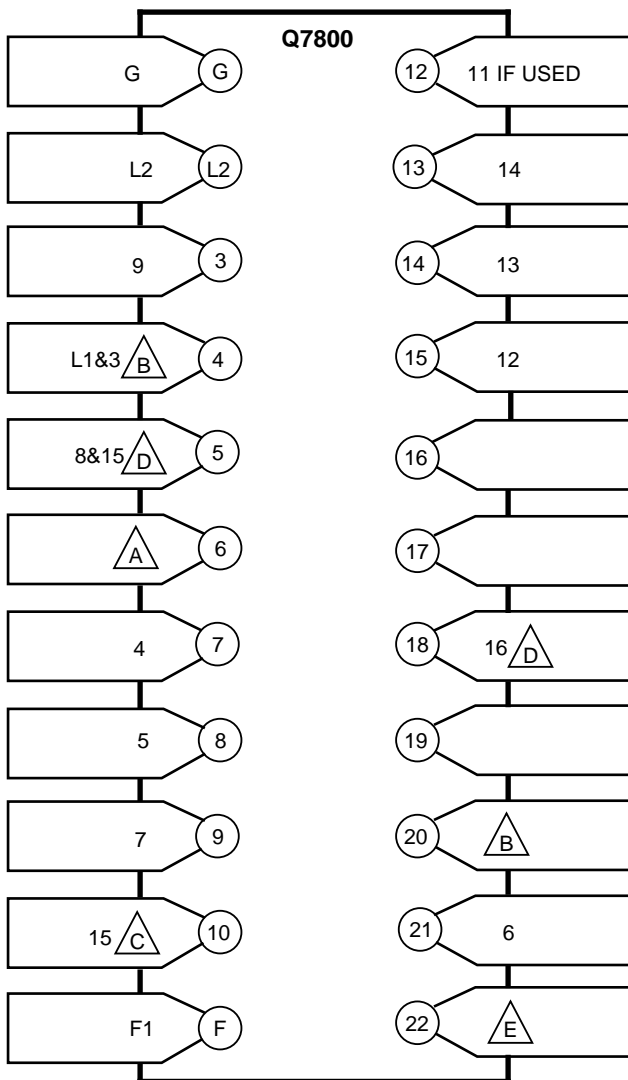 Q7800
G G 12 11 IF USED
L2 L2 13 14
9 3 14 13
L1&3 B 4 15 12
8&15 D 5 16
A 6 17
4 7 18 16 D
5 8 19
7 9 20 B
15 C 10 21 6
F1 F 22 E